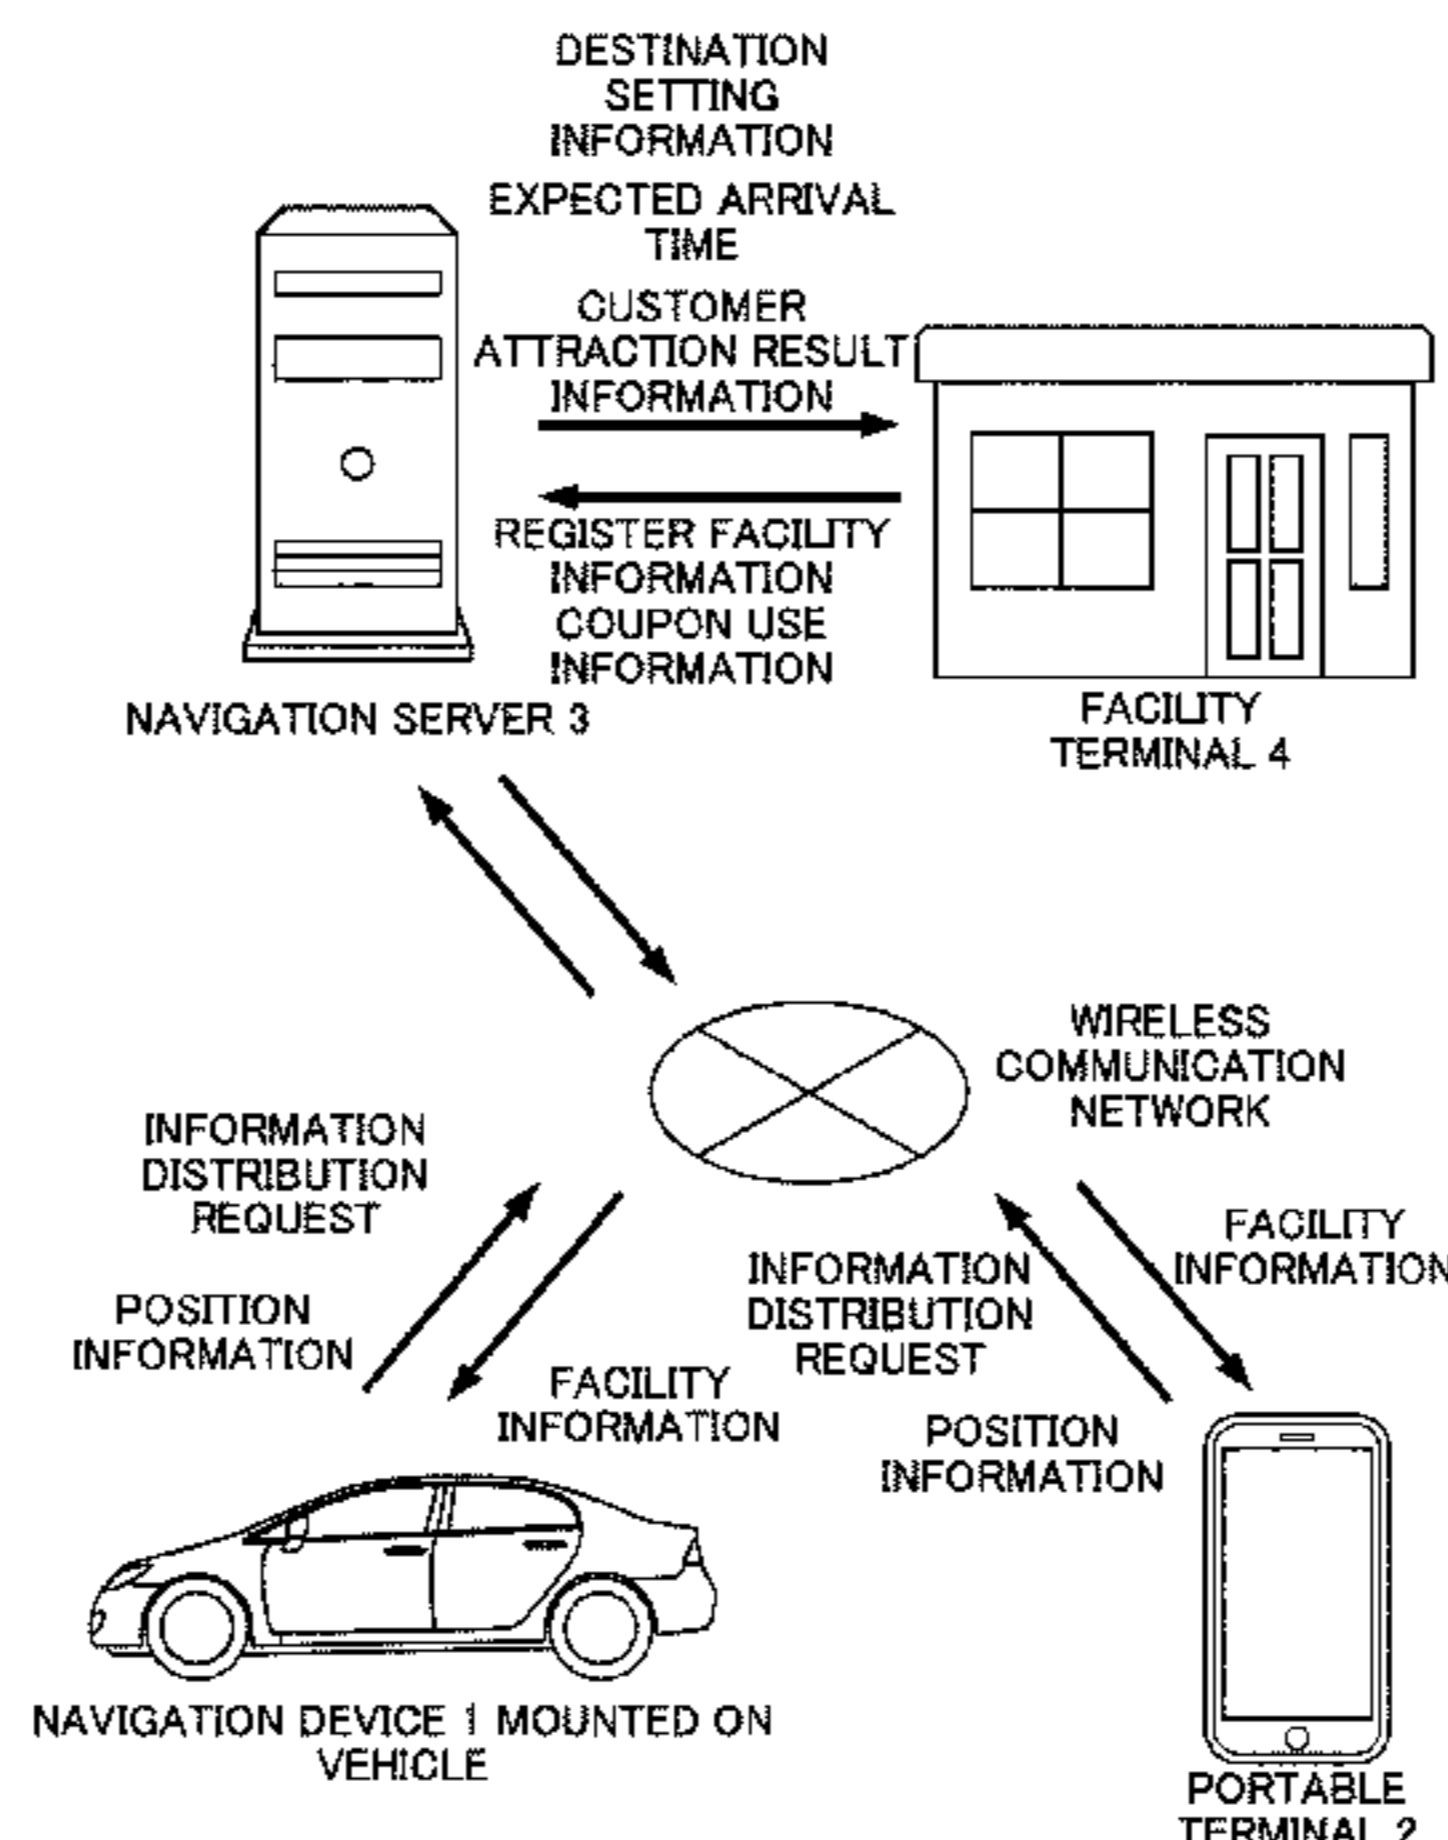 DESTINATION
SETTING
INFORMATION
EXPECTED ARRIVAL
TIME
CUSTOMER
ATTRACTION RESULT
INFORMATION
REGISTER FACILITY
INFORMATION
COUPON USE
INFORMATION
NAVIGATION SERVER 3
FACILITY
TERMINAL 4
WIRELESS
COMMUNICATION
NETWORK
INFORMATION
DISTRIBUTION
REQUEST
POSITION
INFORMATION
FACILITY
INFORMATION
INFORMATION
DISTRIBUTION
REQUEST
FACILITY
INFORMATION
POSITION
INFORMATION
NAVIGATION DEVICE 1 MOUNTED ON
VEHICLE
PORTABLE
TERMINAL 2